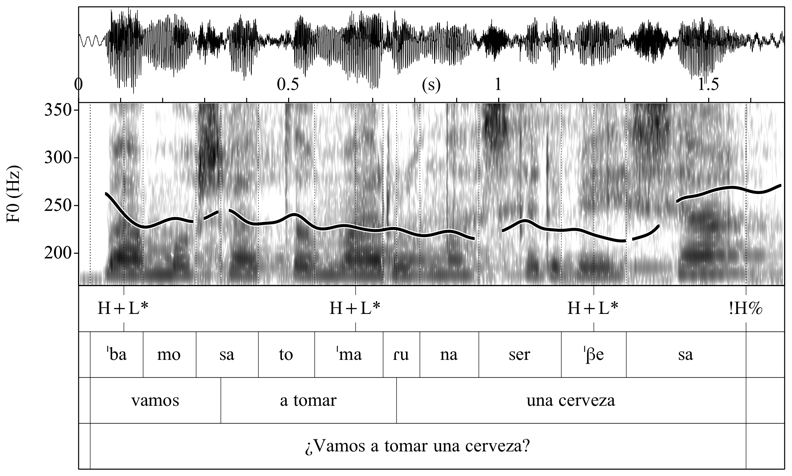 0 0.5 (s) 1 1.5
350
300
250
200
F0 (Hz)
H+L* H+L* H+L* !H%
ˈba mo sa to ˈma ɾu na ser ˈβe sa
vamos a tomar una cerveza
¿Vamos a tomar una cerveza?